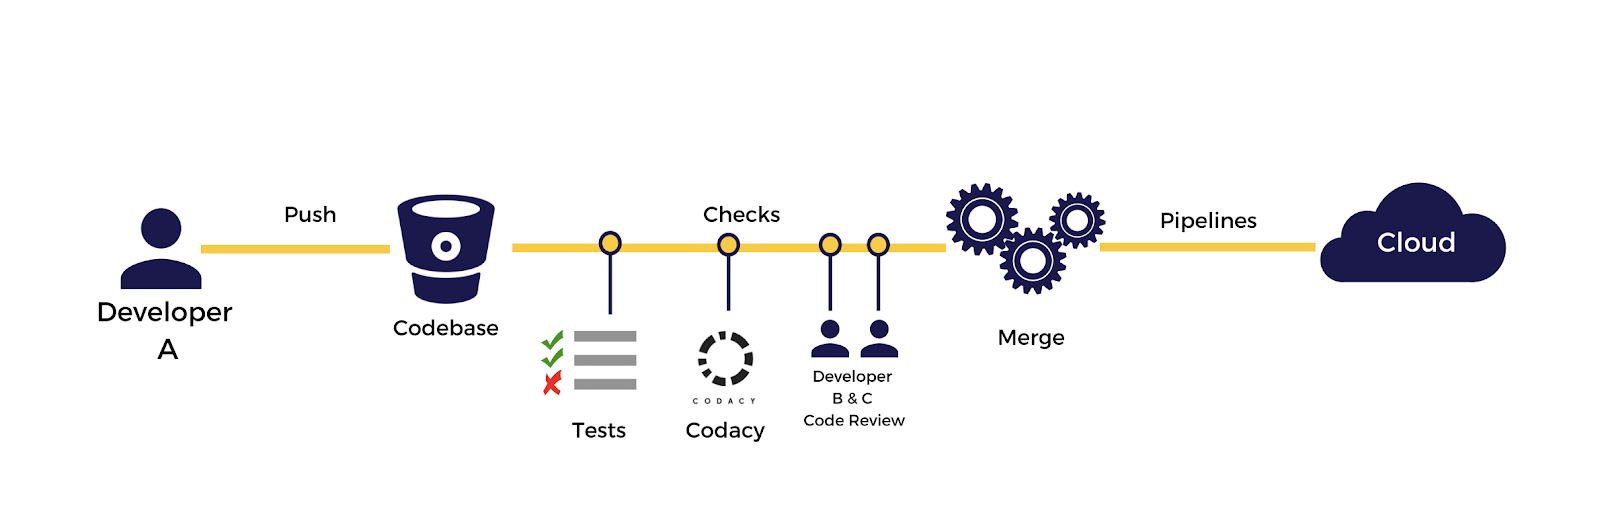 Push
Checks
Pipelines
Cloud
Developer
A
Codebase
Merge
Developer
B & C
Code Review
CODACY
Tests
Codacy